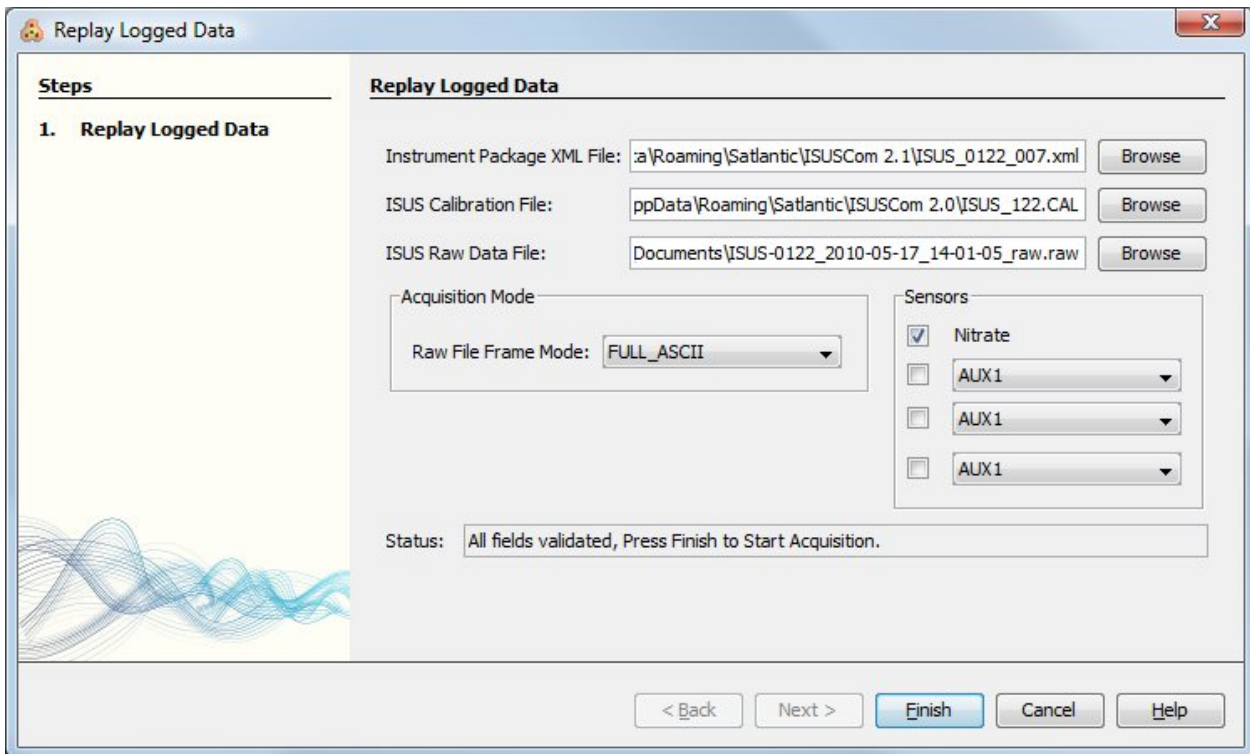 Replay Logged Data
Steps
1. Replay Logged Data
Replay Logged Data
Instrument Package XML File: :a\Roaming\Satlantic\ISUSCom 2.1\ISUS_0122_007.xml Browse
ISUS Calibration File: ppData\Roaming\Satlantic\ISUSCom 2.0\ISUS_122.CAL Browse
ISUS Raw Data File: Documents\ISUS-0122_2010-05-17_14-01-05_raw.raw Browse
Acquisition Mode
Raw File Frame Mode: FULL_ASCII
Sensors
Nitrate
AUX1
AUX1
AUX1
Status: All fields validated, Press Finish to Start Acquisition.
< Back Next > Finish Cancel Help